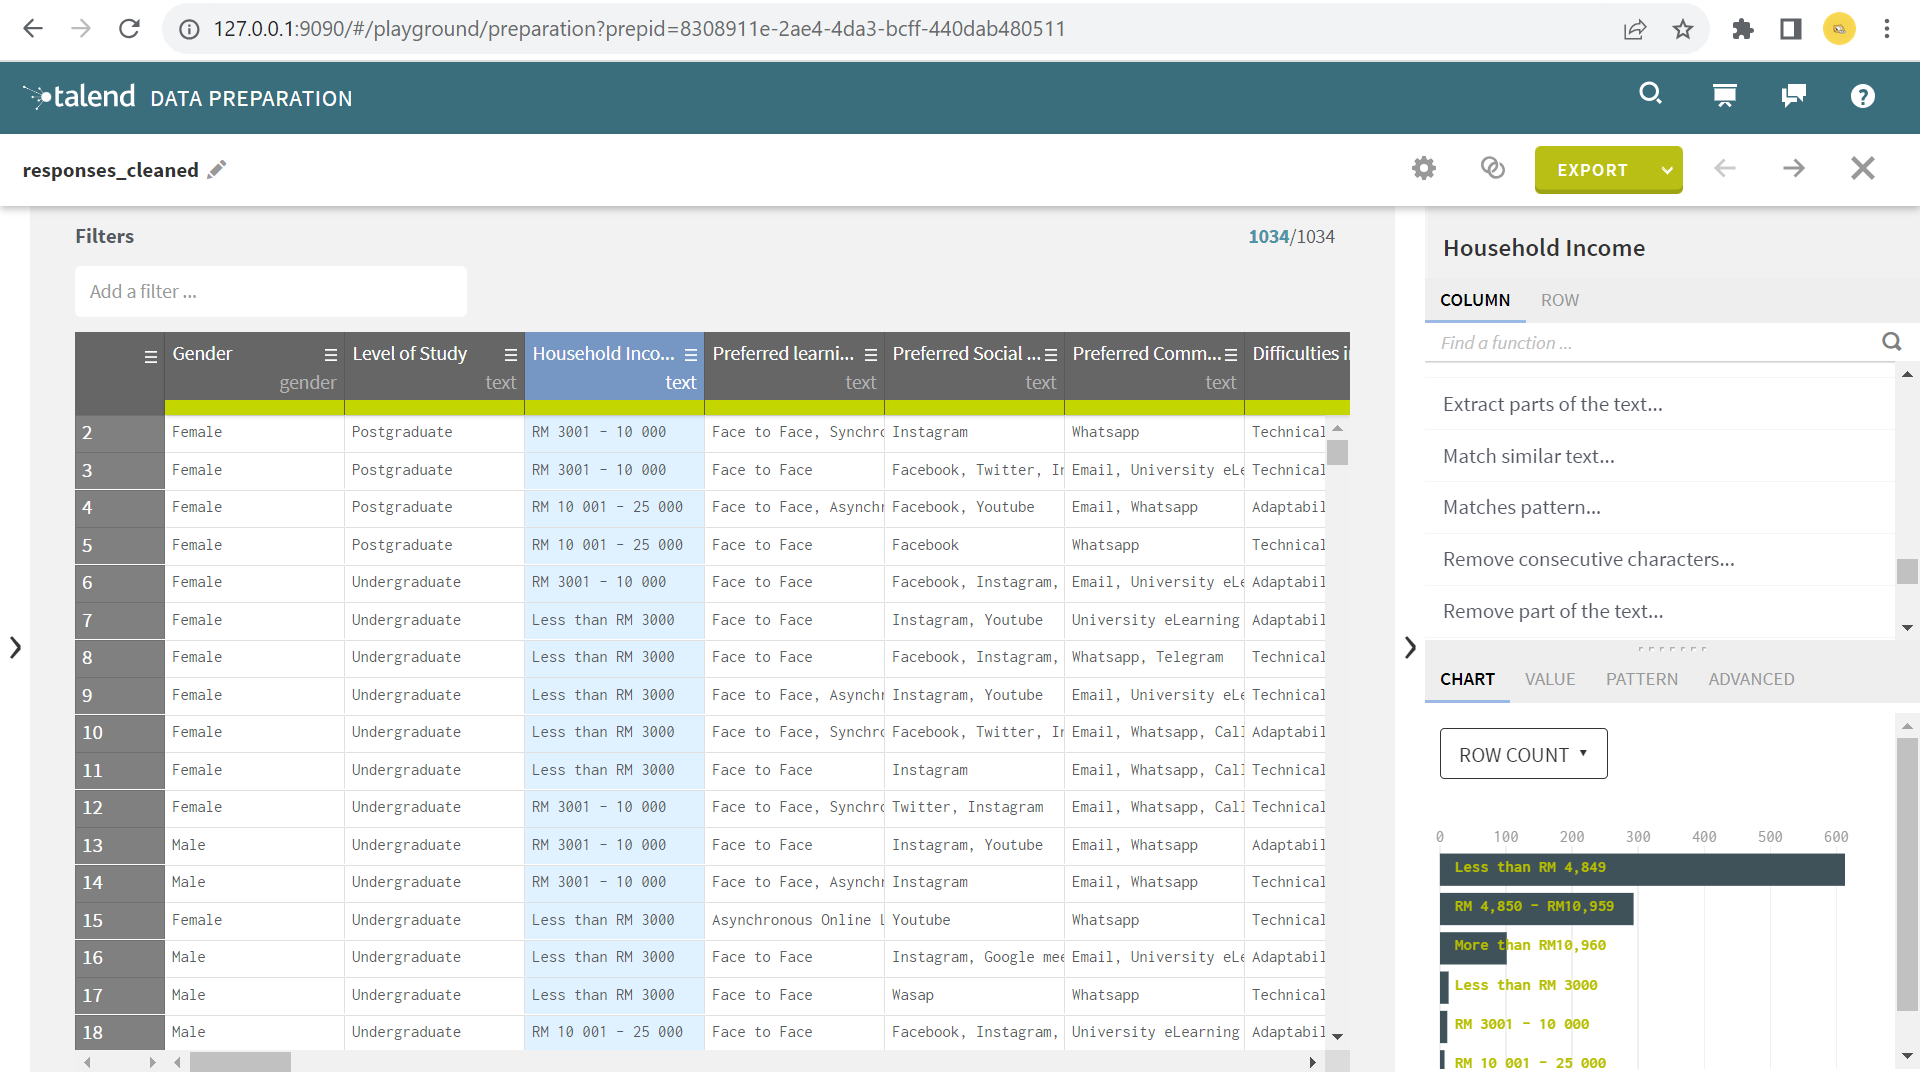 127.0.0.1:9090/#/playground/preparation?prepid=8308911e-2ae4-4da3-bcff-440dab480511
talend DATA PREPARATION
responses_cleaned
EXPORT
Filters
1034/1034
Add a filter ...
Gender Level of Study Household Inco... Preferred learni... Preferred Social ... Preferred Comm... Difficulties i
gender text text text text text
2 Female Postgraduate RM 3001 - 10 000 Face to Face, Synchro Instagram Whatsapp Technical
3 Female Postgraduate RM 3001 - 10 000 Face to Face Facebook, Twitter, In Email, University eLe Technical
4 Female Postgraduate RM 10 001 - 25 000 Face to Face, Asynchr Facebook, Youtube Email, Whatsapp Adaptabil
5 Female Postgraduate RM 10 001 - 25 000 Face to Face Facebook Whatsapp Technical
6 Female Undergraduate RM 3001 - 10 000 Face to Face Facebook, Instagram, Email, University eLe Adaptabil
7 Female Undergraduate Less than RM 3000 Face to Face Instagram, Youtube University eLearning Adaptabil
8 Female Undergraduate Less than RM 3000 Face to Face Facebook, Instagram, Whatsapp, Telegram Technical
9 Female Undergraduate Less than RM 3000 Face to Face, Asynchr Instagram, Youtube Email, University eLe Technical
10 Female Undergraduate Less than RM 3000 Face to Face, Synchro Facebook, Twitter, In Email, Whatsapp, Call Adaptabil
11 Female Undergraduate Less than RM 3000 Face to Face Instagram Email, Whatsapp, Call Technical
12 Female Undergraduate RM 3001 - 10 000 Face to Face, Synchro Twitter, Instagram Email, Whatsapp, Call Technical
13 Male Undergraduate RM 3001 - 10 000 Face to Face Instagram, Youtube Email, Whatsapp Adaptabil
14 Male Undergraduate RM 3001 - 10 000 Face to Face, Asynchr Instagram Email, Whatsapp Technical
15 Female Undergraduate Less than RM 3000 Asynchronous Online L Youtube Whatsapp Technical
16 Male Undergraduate Less than RM 3000 Face to Face Instagram, Google mee Email, University eLe Adaptabil
17 Male Undergraduate Less than RM 3000 Face to Face Wasap Whatsapp Technical
18 Male Undergraduate RM 10 001 - 25 000 Face to Face Facebook, Instagram, University eLearning Adaptabil
Household Income
COLUMN ROW
Find a function ...
Extract parts of the text...
Match similar text...
Matches pattern...
Remove consecutive characters...
Remove part of the text...
CHART VALUE PATTERN ADVANCED
ROW COUNT
0 100 200 300 400 500 600
Less than RM 4,849
RM 4,850 - RM10,959
More than RM10,960
Less than RM 3000
RM 3001 - 10 000
RM 10 001 - 25 000